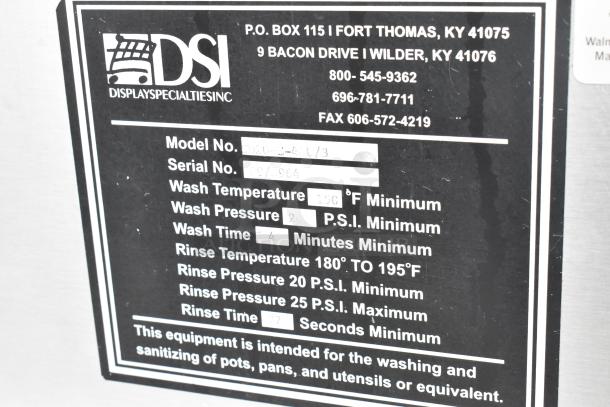 DSI
DISPLAYSPECIALTIESINC
P.O. BOX 115 I FORT THOMAS, KY 41075
9 BACON DRIVE I WILDER, KY 41076
800- 545-9362
696-781-7711
FAX 606-572-4219
Model No.
Serial No.
Wash Temperature °F Minimum
Wash Pressure P.S.I. Minimum
Wash Time Minutes Minimum
Rinse Temperature 180° TO 195°F
Rinse Pressure 20 P.S.I. Minimum
Rinse Pressure 25 P.S.I. Maximum
Rinse Time Seconds Minimum
This equipment is intended for the washing and
sanitizing of pots, pans, and utensils or equivalent.